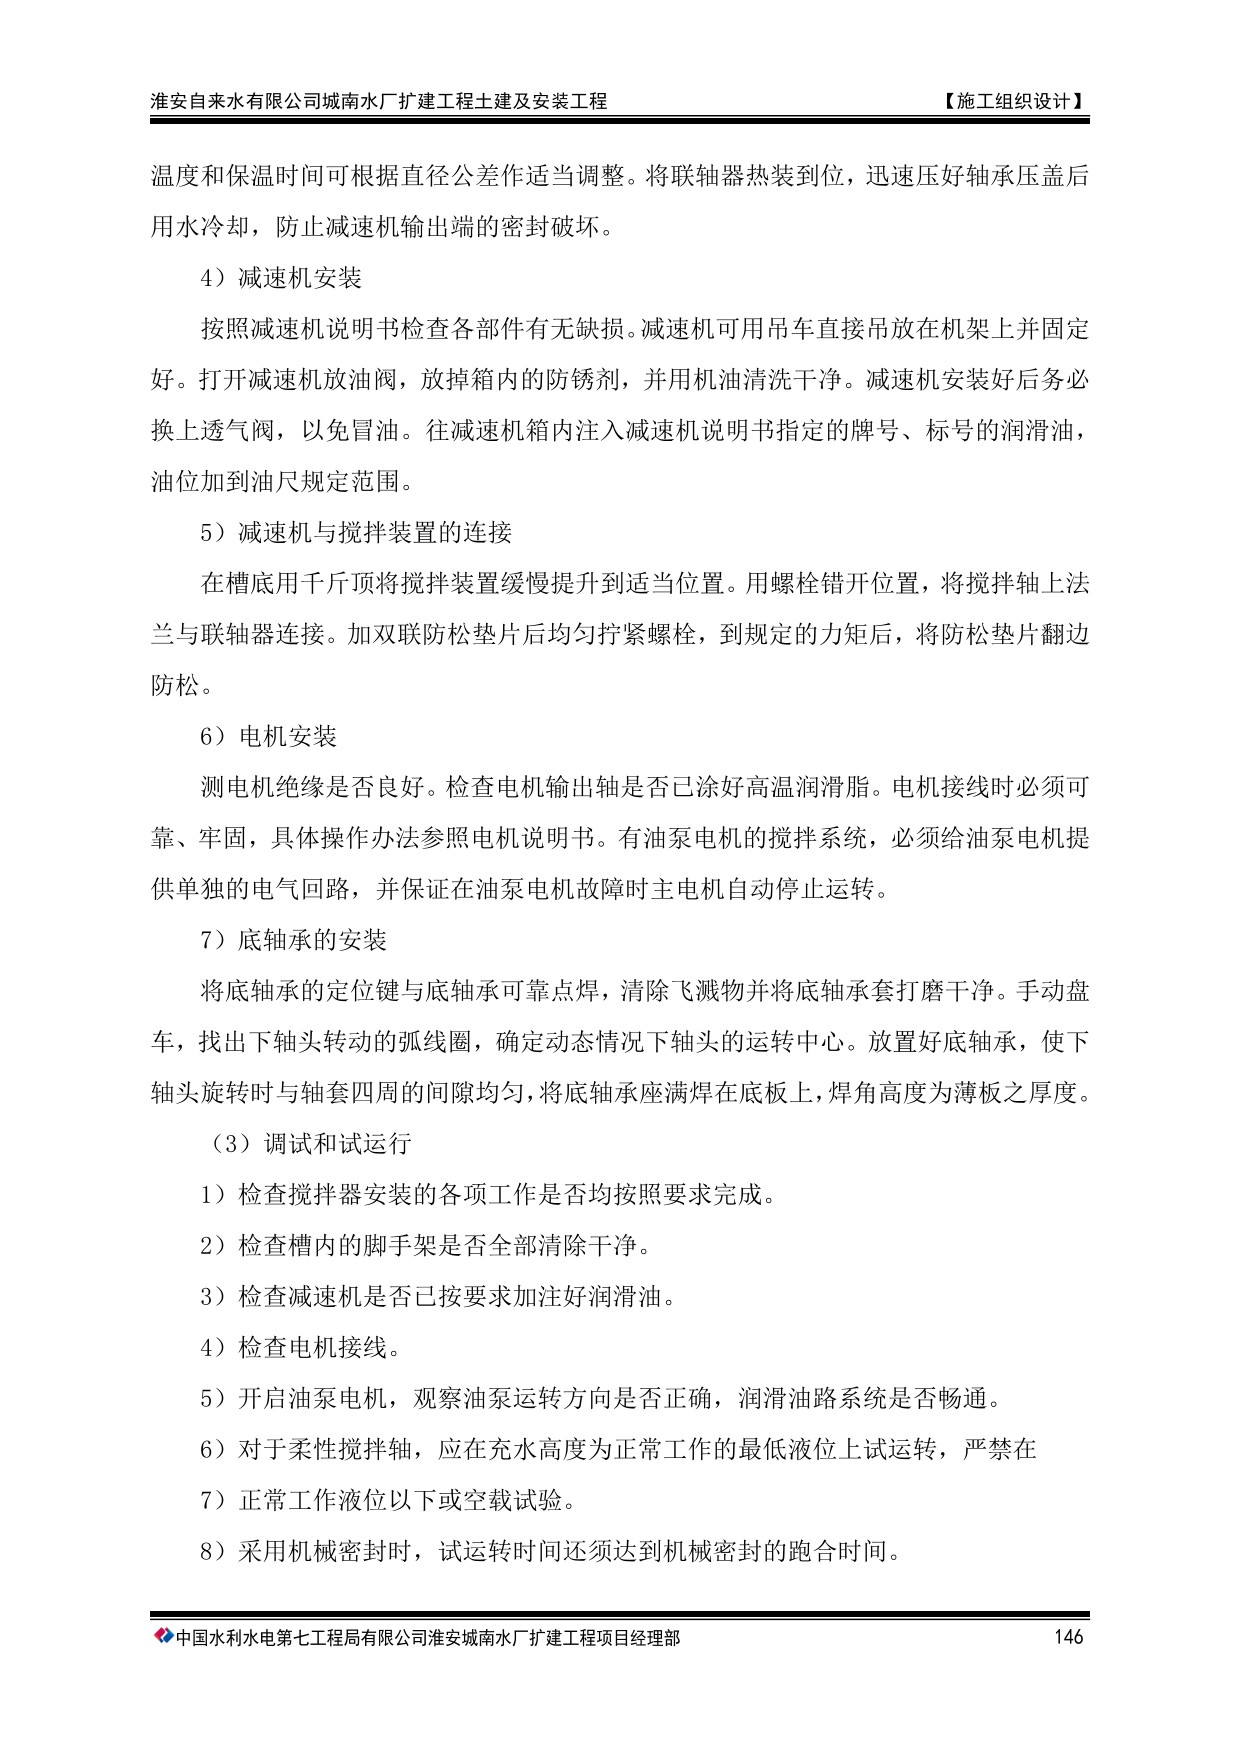 淮安自来水有限公司城南水厂扩建工程土建及安装工程 【施工组织设计】
温度和保温时间可根据直径公差作适当调整。将联轴器热装到位，迅速压好轴承压盖后
用水冷却，防止减速机输出端的密封破坏。
4）减速机安装
按照减速机说明书检查各部件有无缺损。减速机可用吊车直接吊放在机架上并固定
好。打开减速机放油阀，放掉箱内的防锈剂，并用机油清洗干净。减速机安装好后务必
换上透气阀，以免冒油。往减速机箱内注入减速机说明书指定的牌号、标号的润滑油，
油位加到油尺规定范围。
5）减速机与搅拌装置的连接
在槽底用千斤顶将搅拌装置缓慢提升到适当位置。用螺栓错开位置，将搅拌轴上法
兰与联轴器连接。加双联防松垫片后均匀拧紧螺栓，到规定的力矩后，将防松垫片翻边
防松。
6）电机安装
测电机绝缘是否良好。检查电机输出轴是否已涂好高温润滑脂。电机接线时必须可
靠、牢固，具体操作办法参照电机说明书。有油泵电机的搅拌系统，必须给油泵电机提
供单独的电气回路，并保证在油泵电机故障时主电机自动停止运转。
7）底轴承的安装
将底轴承的定位键与底轴承可靠点焊，清除飞溅物并将底轴承套打磨干净。手动盘
车，找出下轴头转动的弧线圈，确定动态情况下轴头的运转中心。放置好底轴承，使下
轴头旋转时与轴套四周的间隙均匀，将底轴承座满焊在底板上，焊角高度为薄板之厚度。
（3）调试和试运行
1）检查搅拌器安装的各项工作是否均按照要求完成。
2）检查槽内的脚手架是否全部清除干净。
3）检查减速机是否已按要求加注好润滑油。
4）检查电机接线。
5）开启油泵电机，观察油泵运转方向是否正确，润滑油路系统是否畅通。
6）对于柔性搅拌轴，应在充水高度为正常工作的最低液位上试运转，严禁在
7）正常工作液位以下或空载试验。
8）采用机械密封时，试运转时间还须达到机械密封的跑合时间。
中国水利水电第七工程局有限公司淮安城南水厂扩建工程项目经理部 146